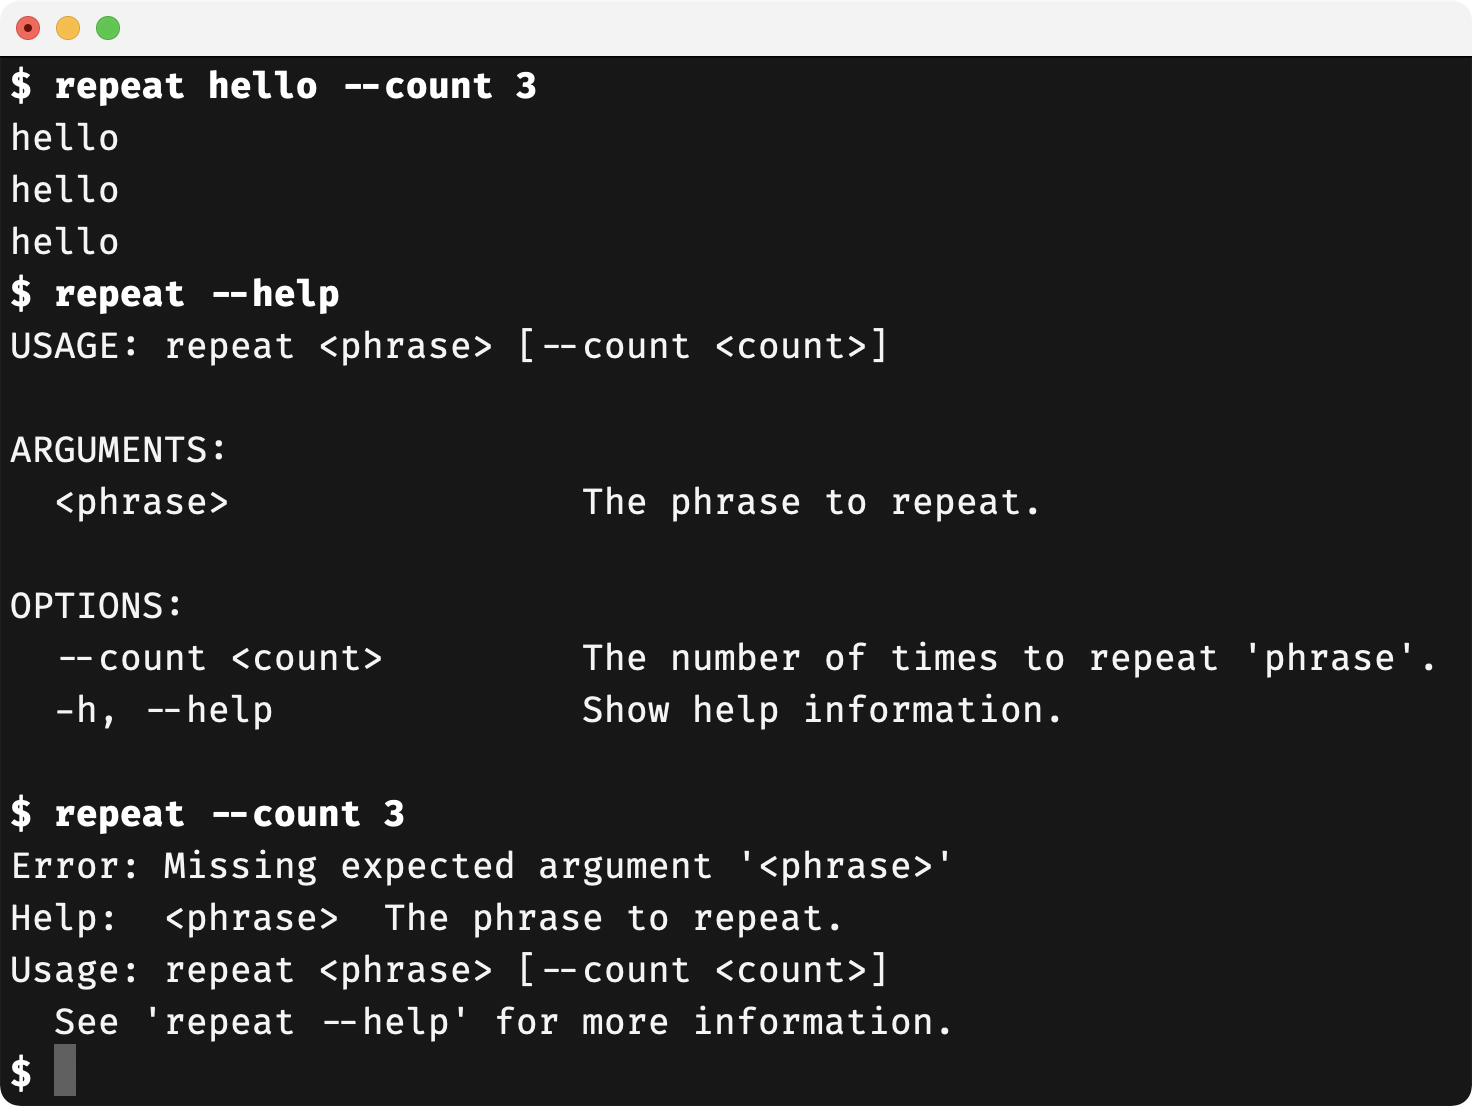 $ repeat hello --count 3
hello
hello
hello
$ repeat --help
USAGE: repeat <phrase> [--count <count>]

ARGUMENTS:
  <phrase>                The phrase to repeat.

OPTIONS:
  --count <count>         The number of times to repeat 'phrase'.
  -h, --help              Show help information.

$ repeat --count 3
Error: Missing expected argument '<phrase>'
Help:  <phrase>  The phrase to repeat.
Usage: repeat <phrase> [--count <count>]
  See 'repeat --help' for more information.
$